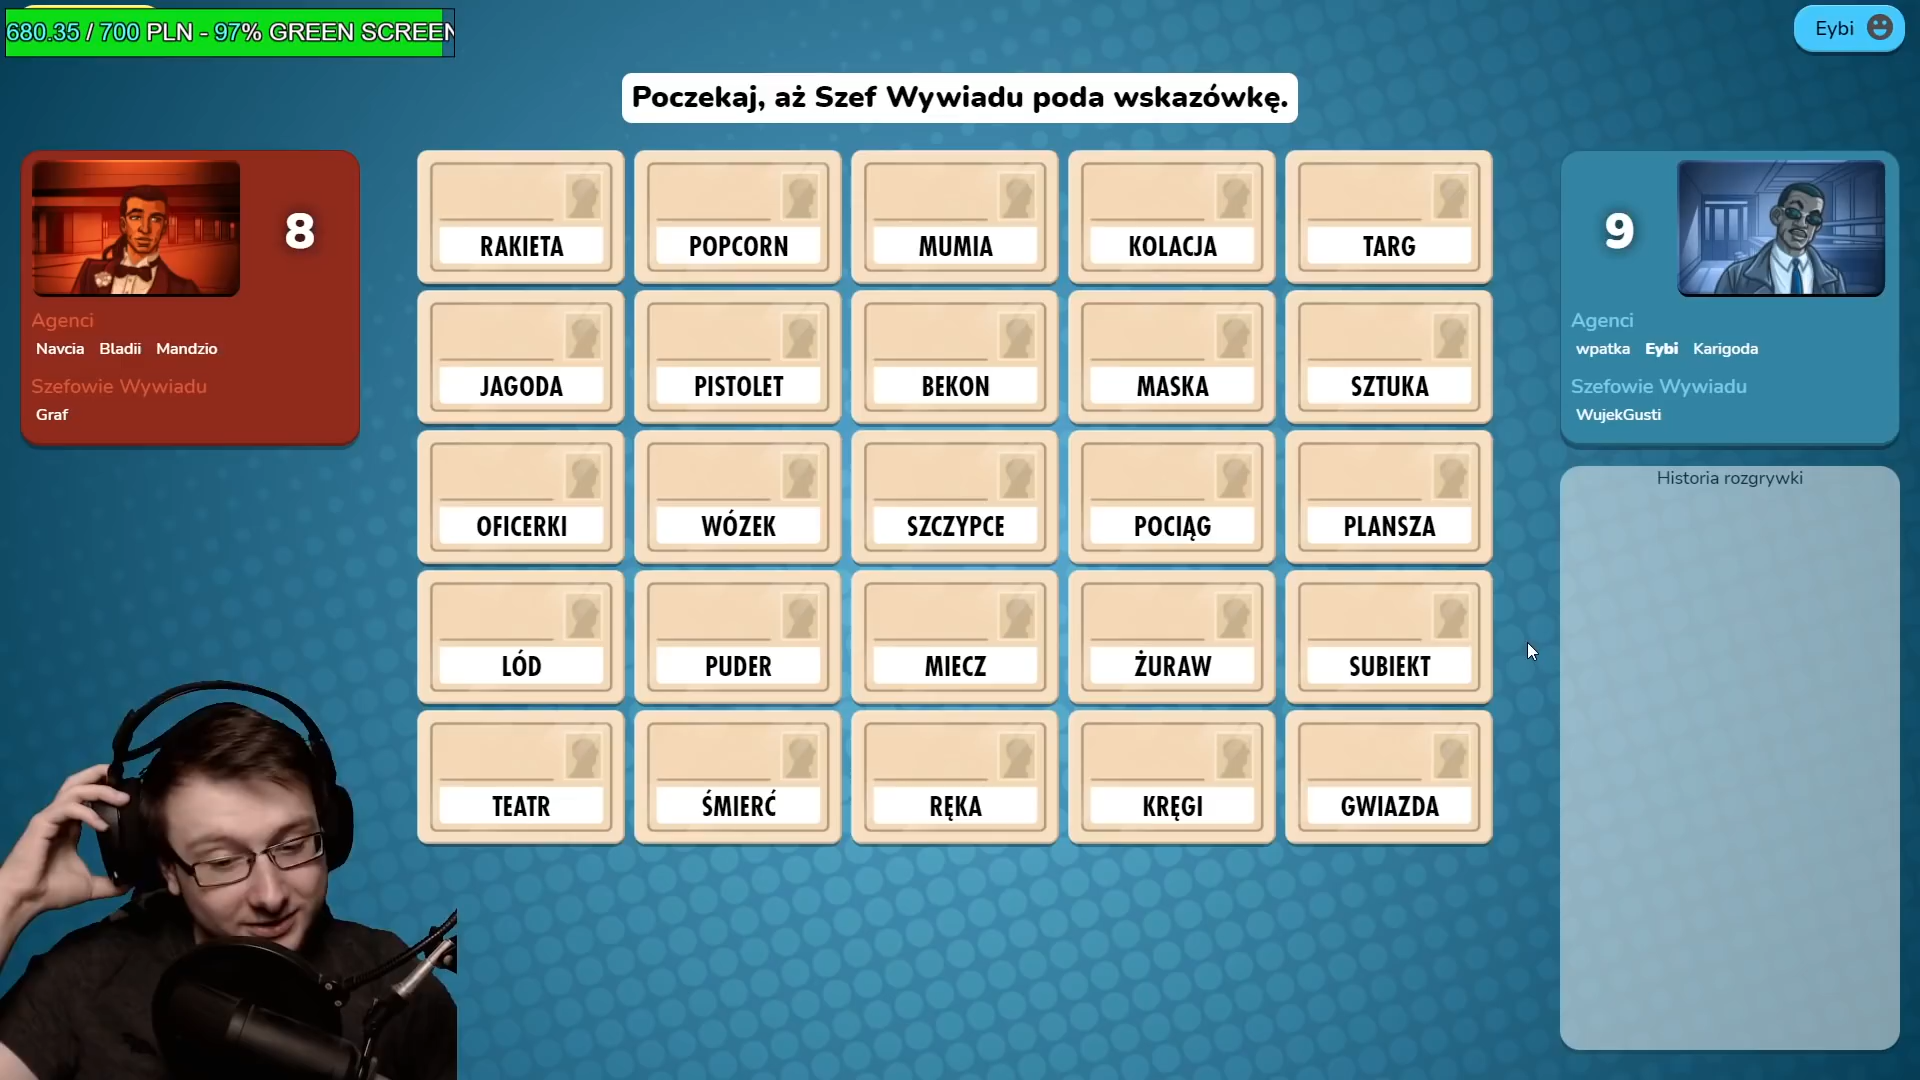 680.35 / 700 PLN - 97% GREEN SCREEN
Eybi
Poczekaj, aż Szef Wywiadu poda wskazówkę.
8
Agenci
Navcia Bladii Mandzio
Szefowie Wywiadu
Graf
RAKIETA POPCORN MUMIA KOLACJA TARG
JAGODA PISTOLET BEKON MASKA SZTUKA
OFICERKI WÓZEK SZCZYPCE POCIĄG PLANSZA
LÓD PUDER MIECZ ŻURAW SUBIEKT
TEATR ŚMIERĆ RĘKA KRĘGI GWIAZDA
9
Agenci
wpatka Eybi Karigoda
Szefowie Wywiadu
WujekGusti
Historia rozgrywki